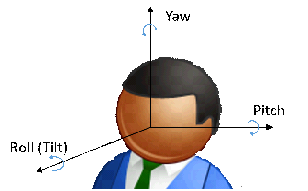 Yaw
Pitch
Roll (Tilt)